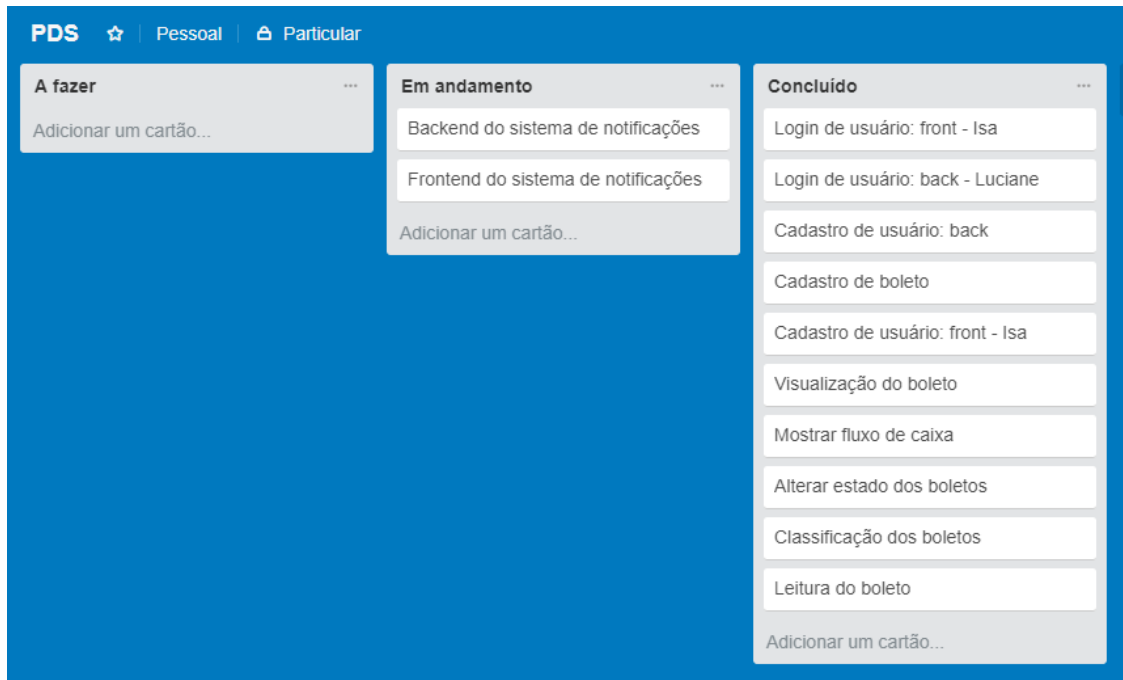 PDS Pessoal Particular
A fazer
Adicionar um cartão...
Em andamento
Backend do sistema de notificações
Frontend do sistema de notificações
Adicionar um cartão...
Concluído
Login de usuário: front - Isa
Login de usuário: back - Luciane
Cadastro de usuário: back
Cadastro de boleto
Cadastro de usuário: front - Isa
Visualização do boleto
Mostrar fluxo de caixa
Alterar estado dos boletos
Classificação dos boletos
Leitura do boleto
Adicionar um cartão...